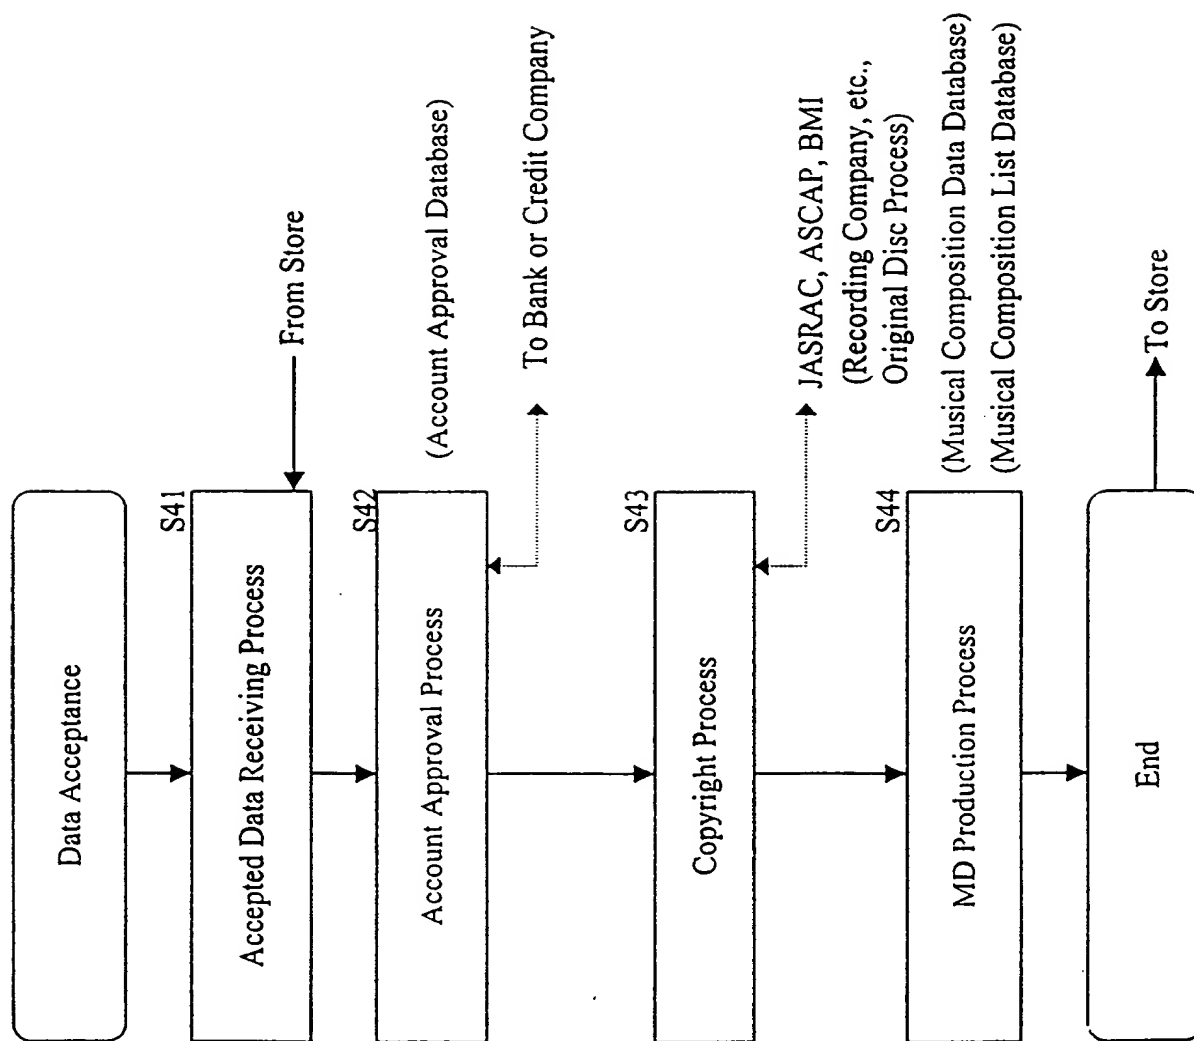 Data Acceptance
S41
Accepted Data Receiving Process
From Store
S42
Account Approval Process
(Account Approval Database)
To Bank or Credit Company
S43
Copyright Process
JASRAC, ASCAP, BMI
(Recording Company, etc.,
Original Disc Process)
S44
MD Production Process
(Musical Composition Data Database)
(Musical Composition List Database)
End
To Store